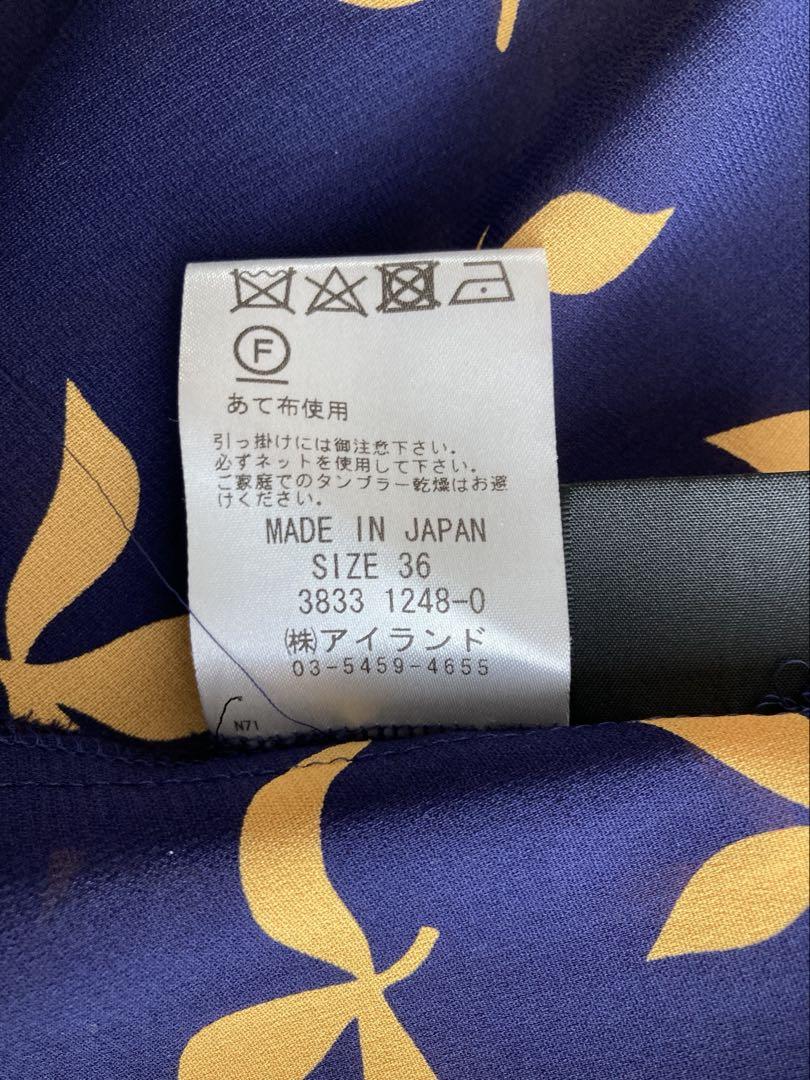 F
あて布使用
引っ掛けには御注意下さい。
必ずネットを使用して下さい。
ご家庭でのタンブラー乾燥はお避
けください。
MADE IN JAPAN
SIZE 36
3833 1248-0
㈱アイランド
03-5459-4655
N71